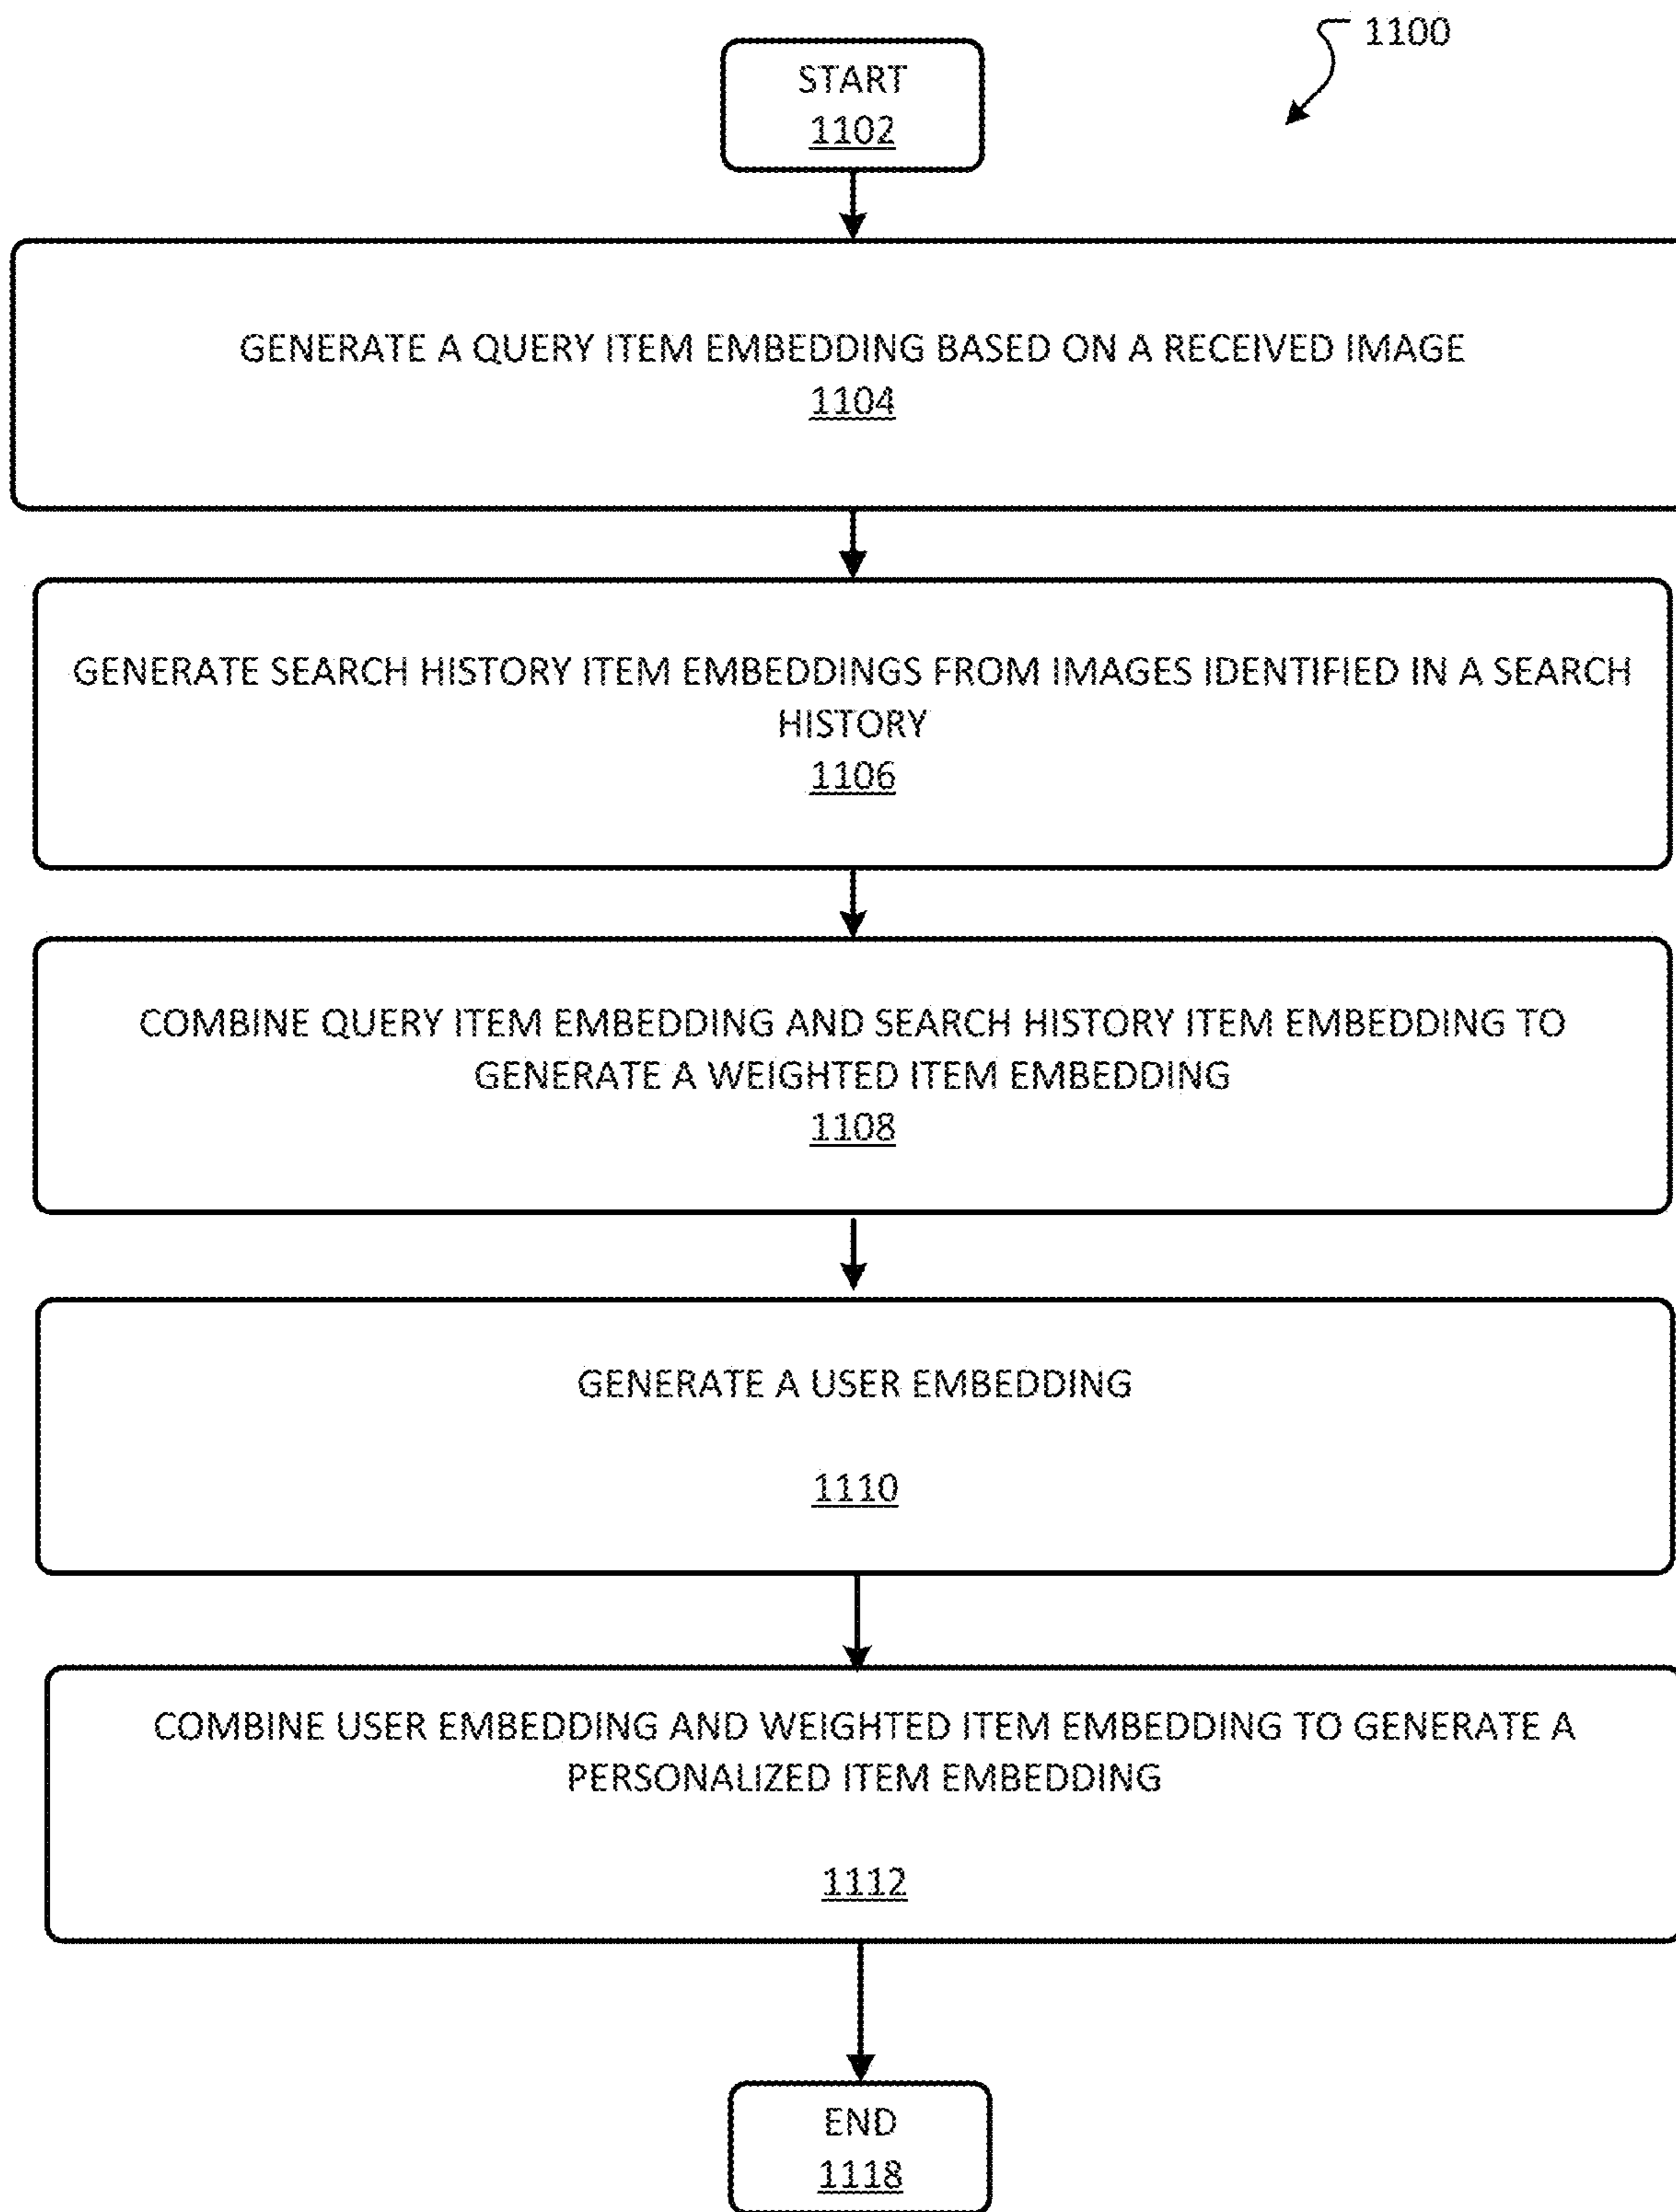 1100
START
1102
GENERATE A QUERY ITEM EMBEDDING BASED ON A RECEIVED IMAGE
1104
GENERATE SEARCH HISTORY ITEM EMBEDDINGS FROM IMAGES IDENTIFIED IN A SEARCH
HISTORY
1106
COMBINE QUERY ITEM EMBEDDING AND SEARCH HISTORY ITEM EMBEDDING TO
GENERATE A WEIGHTED ITEM EMBEDDING
1108
GENERATE A USER EMBEDDING
1110
COMBINE USER EMBEDDING AND WEIGHTED ITEM EMBEDDING TO GENERATE A
PERSONALIZED ITEM EMBEDDING
1112
END
1118